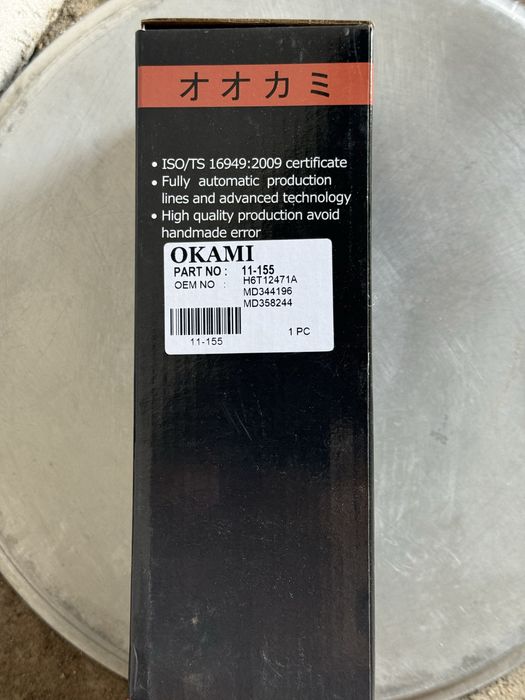 オオカミ
• ISO/TS 16949:2009 certificate
• Fully automatic production
lines and advanced technology
• High quality production avoid
handmade error
OKAMI
PART NO : 11-155
OEM NO : H6T12471A
MD344196
MD358244
11-155
1 PC